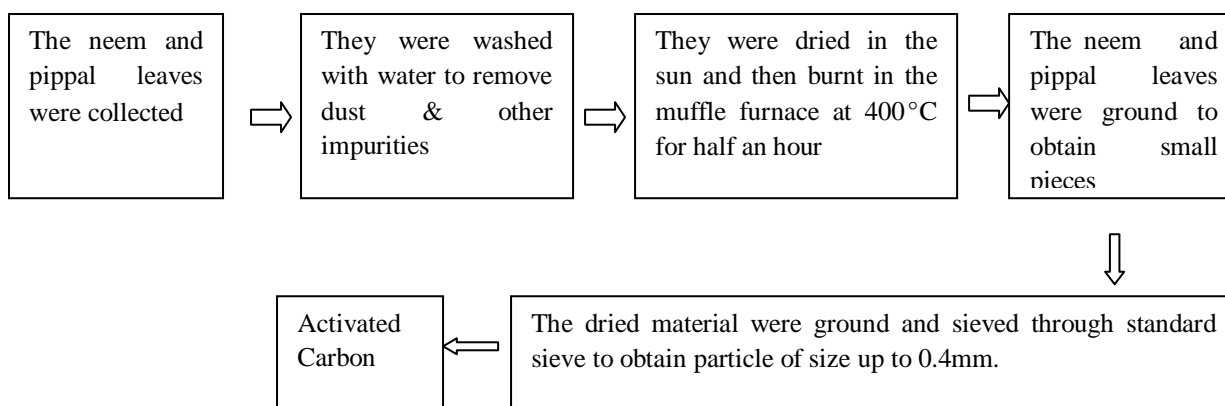 The neem and
pippal leaves
were collected
They were washed
with water to remove
dust & other
impurities
They were dried in the
sun and then burnt in the
muffle furnace at 400°C
for half an hour
The neem and
pippal leaves
were ground to
obtain small
pieces
The dried material were ground and sieved through standard
sieve to obtain particle of size up to 0.4mm.
Activated
Carbon